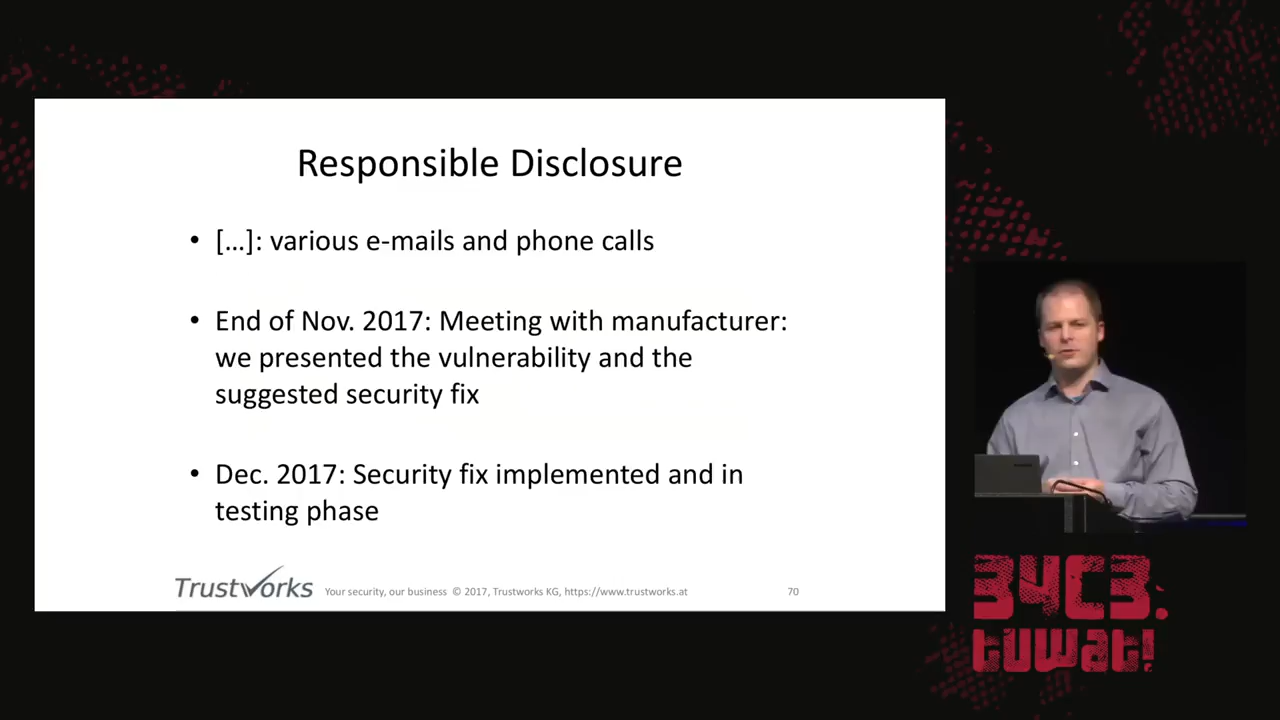 Responsible Disclosure
• […]: various e-mails and phone calls
• End of Nov. 2017: Meeting with manufacturer:
we presented the vulnerability and the
suggested security fix
• Dec. 2017: Security fix implemented and in
testing phase
Trustworks Your security, our business © 2017, Trustworks KG, https://www.trustworks.at 70
34C3.
tuwat!